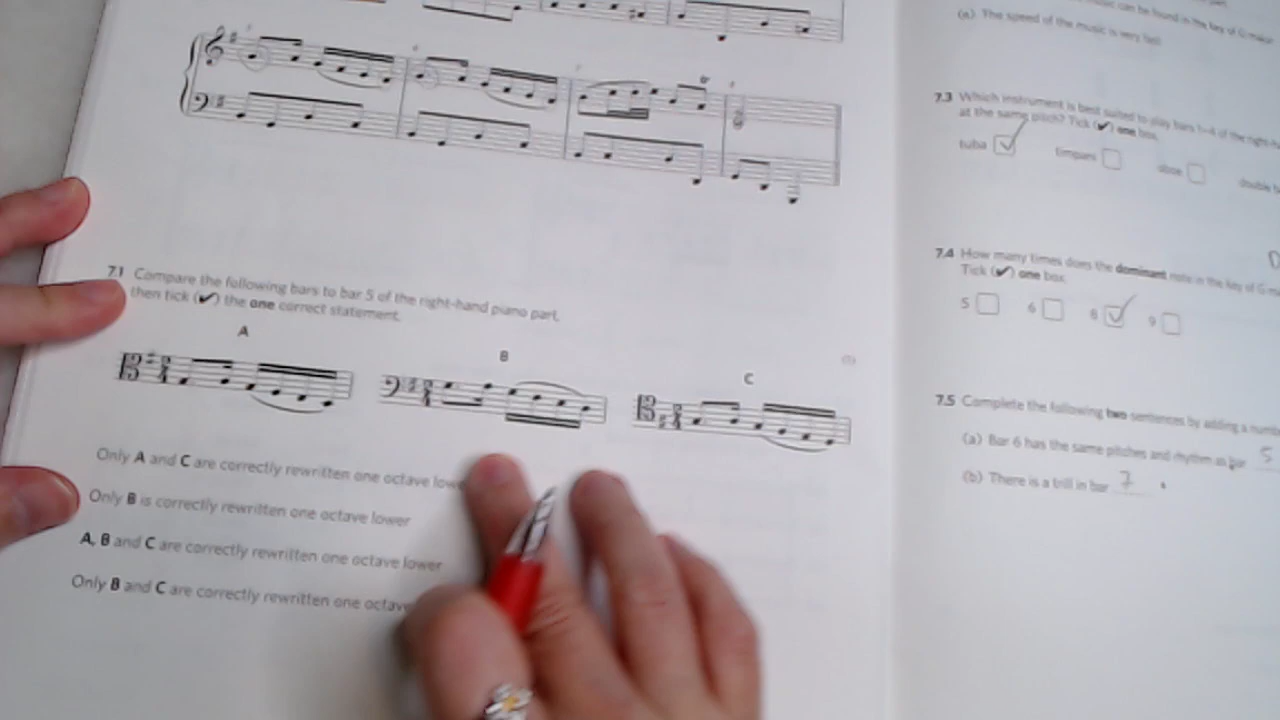 (a) The speed of the music is very fast
7.3 Which instrument is best suited to play bars 1–4 of the right-
at the same pitch? Tick (✔) one box.
tuba timpani oboe double
7.1 Compare the following bars to bar 5 of the right-hand piano part,
then tick (✔) the one correct statement.
(1)
A
B
C
Only A and C are correctly rewritten one octave
Only B is correctly rewritten one octave lower
A, B and C are correctly rewritten one octave lower
Only B and C are correctly rewritten one octave
7.4 How many times does the dominant note in the key of G
Tick (✔) one box.
5 6 8 9
7.5 Complete the following two sentences by adding a
(a) Bar 6 has the same pitches and rhythm as bar 5
(b) There is a trill in bar 7